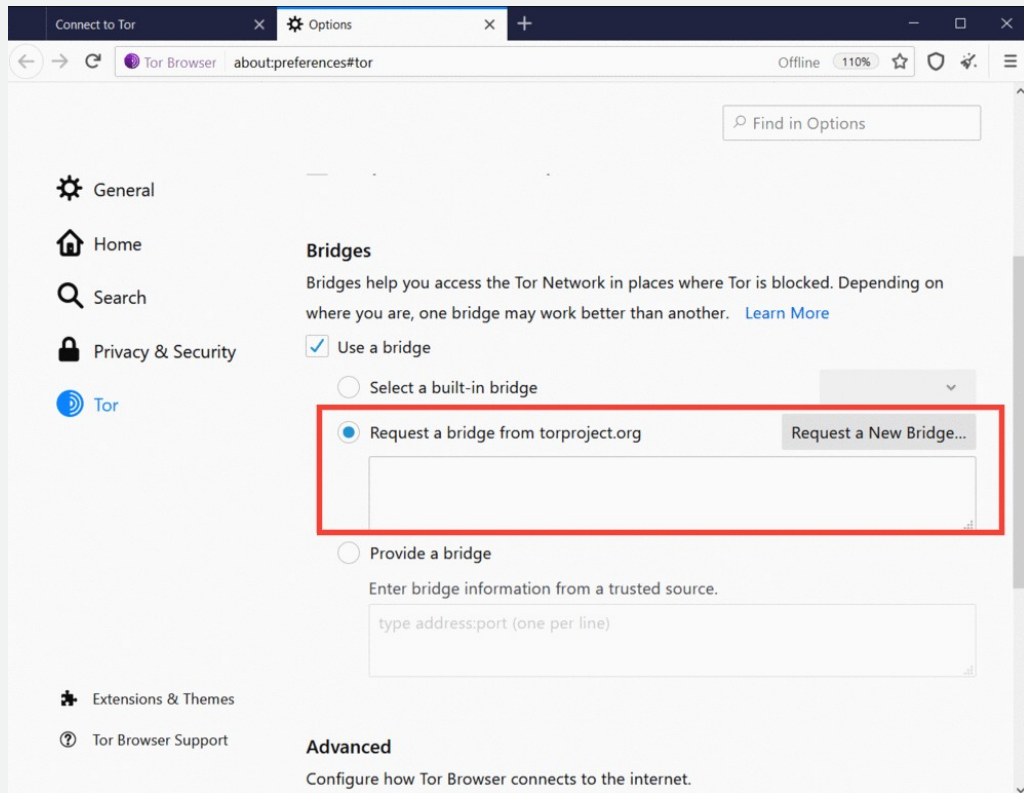 Connect to Tor
Options
Tor Browser
about:preferences#tor
Offline
110%
Find in Options
General
Home
Search
Privacy & Security
Tor
Extensions & Themes
Tor Browser Support
Bridges
Bridges help you access the Tor Network in places where Tor is blocked. Depending on
where you are, one bridge may work better than another. Learn More
Use a bridge
Select a built-in bridge
Request a bridge from torproject.org
Request a New Bridge...
Provide a bridge
Enter bridge information from a trusted source.
type address:port (one per line)
Advanced
Configure how Tor Browser connects to the internet.